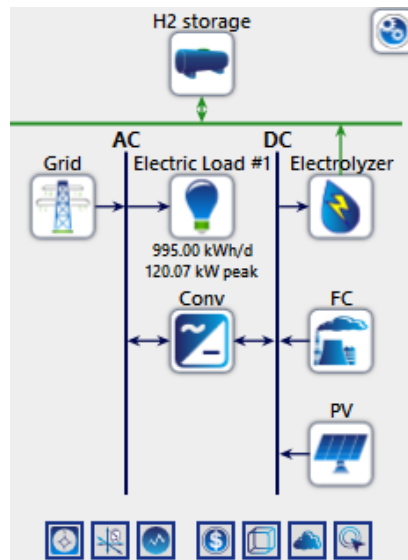 H2 storage
AC
DC
Grid
Electric Load #1
Electrolyzer
995.00 kWh/d
120.07 kW peak
Conv
FC
PV